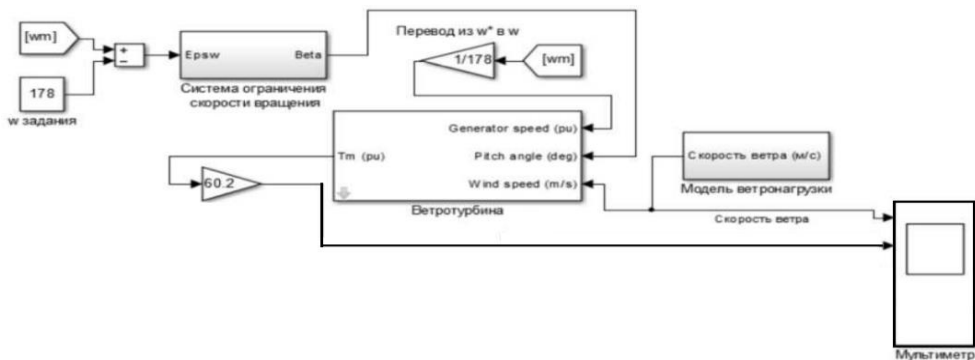 [wm]
178
w задания
+
−
Epsw
Beta
Система ограничения
скорости вращения
Перевод из w* в w
1/178
[wm]
Generator speed (pu)
Tm (pu)
Pitch angle (deg)
Wind speed (m/s)
60.2
Ветротурбина
Скорость ветра (м/с)
Модель ветронагрузки
Скорость ветра
Мультиметр